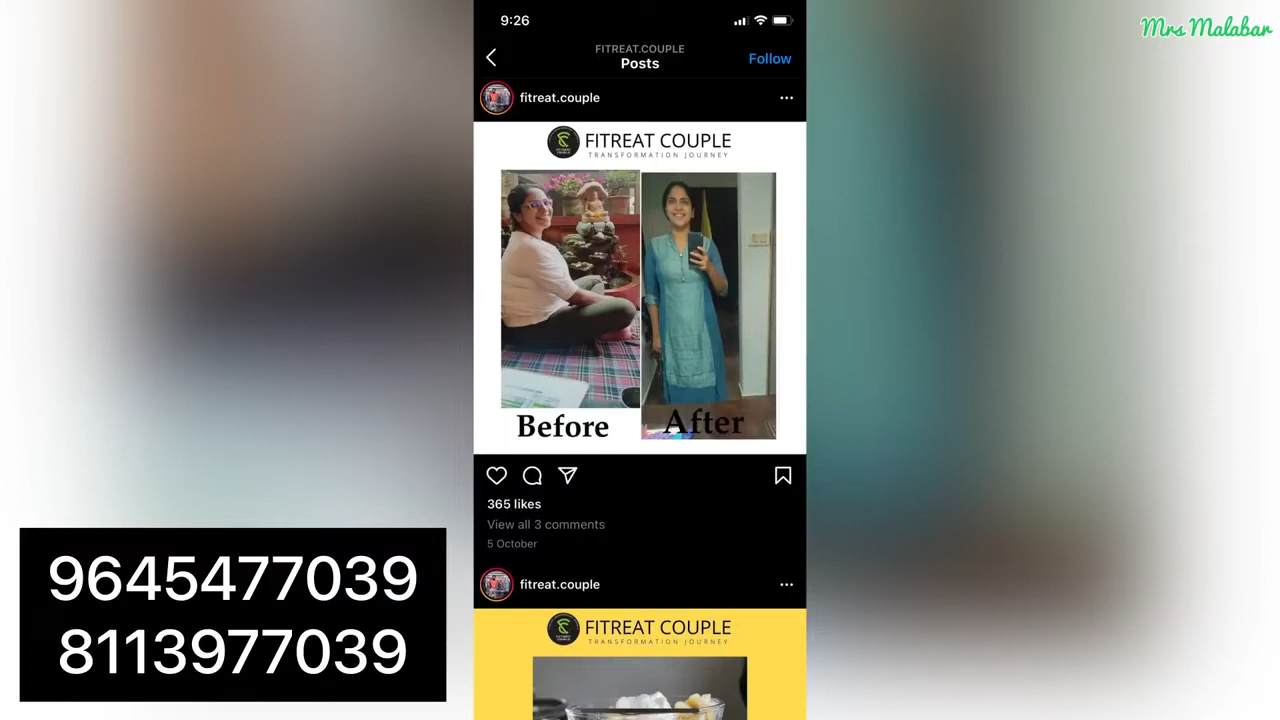 Mrs Malabar
9:26
FITREAT.COUPLE
Posts
Follow
fitreat.couple
FITREAT COUPLE
TRANSFORMATION JOURNEY
Before
After
365 likes
View all 3 comments
5 October
fitreat.couple
FITREAT COUPLE
TRANSFORMATION JOURNEY
9645477039
8113977039